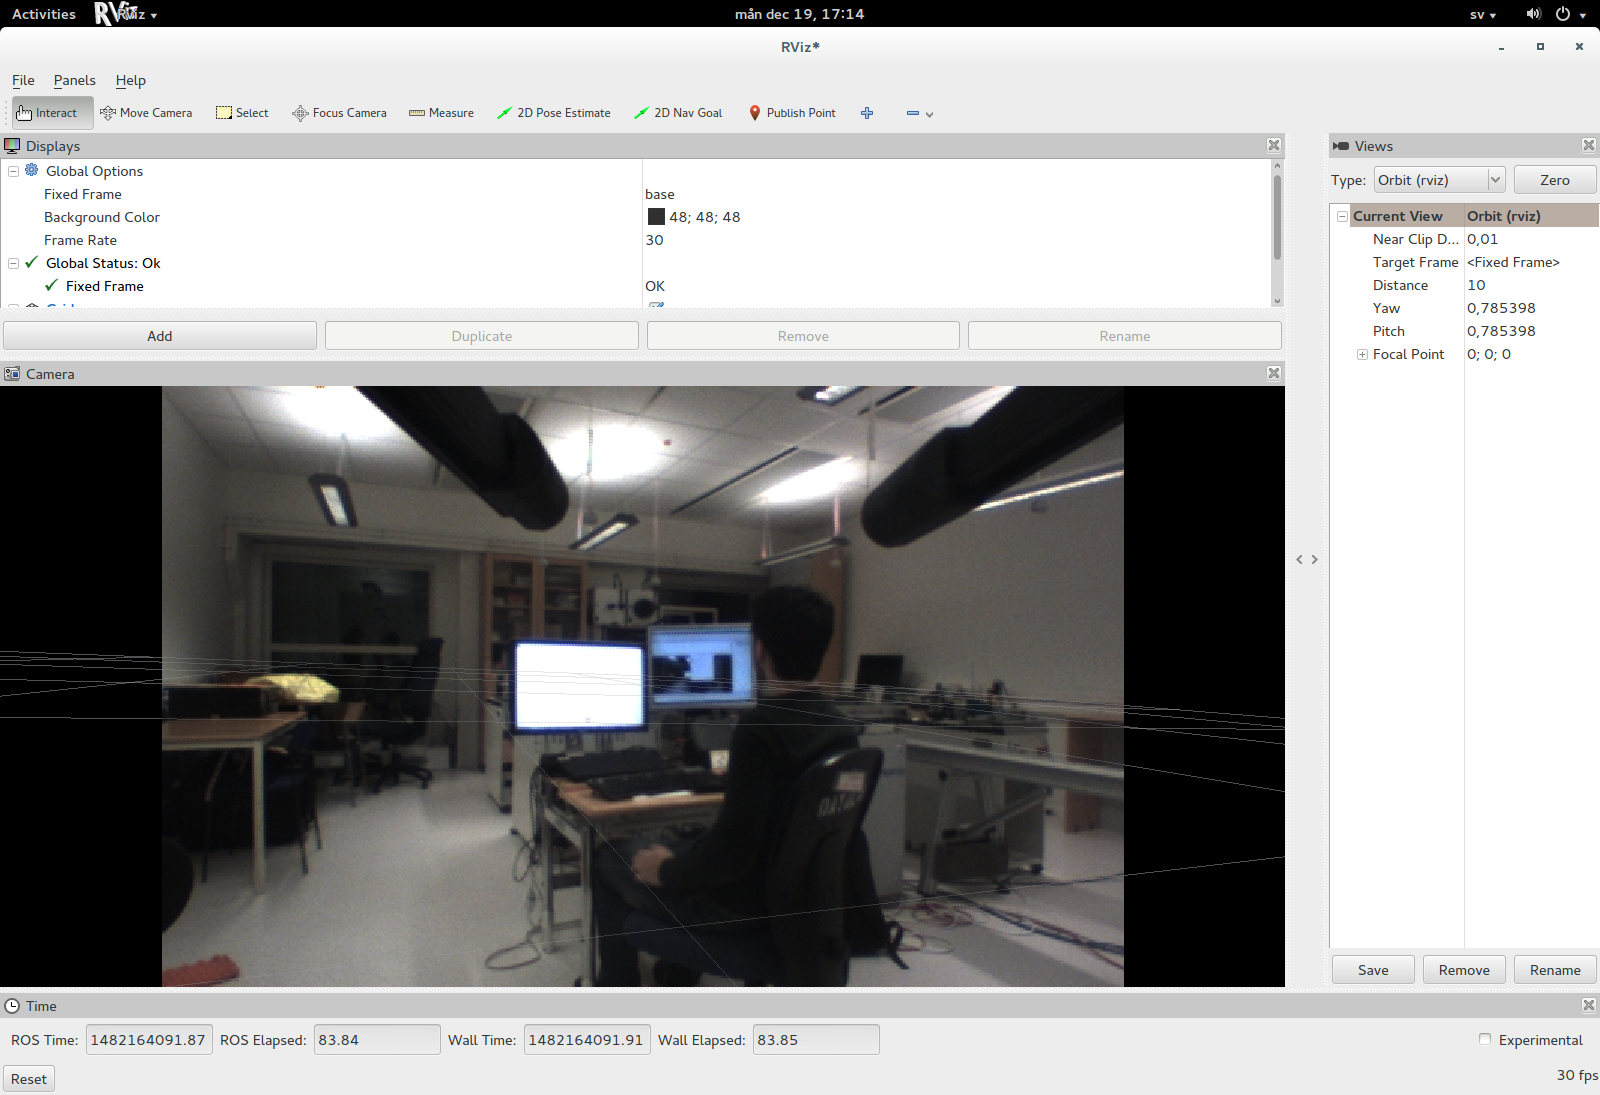 Activities RViz RViz mån dec 19, 17:14 sv
RViz*
File Panels Help
Interact Move Camera Select Focus Camera Measure 2D Pose Estimate 2D Nav Goal Publish Point
Displays
Global Options
Fixed Frame base
Background Color 48; 48; 48
Frame Rate 30
Global Status: Ok
Fixed Frame OK
Add Duplicate Remove Rename
Camera
Views
Type: Orbit (rviz) Zero
Current View Orbit (rviz)
Near Clip D... 0,01
Target Frame <Fixed Frame>
Distance 10
Yaw 0,785398
Pitch 0,785398
Focal Point 0; 0; 0
Save Remove Rename
Time
ROS Time: 1482164091.87 ROS Elapsed: 83.84 Wall Time: 1482164091.91 Wall Elapsed: 83.85 Experimental
Reset 30 fps